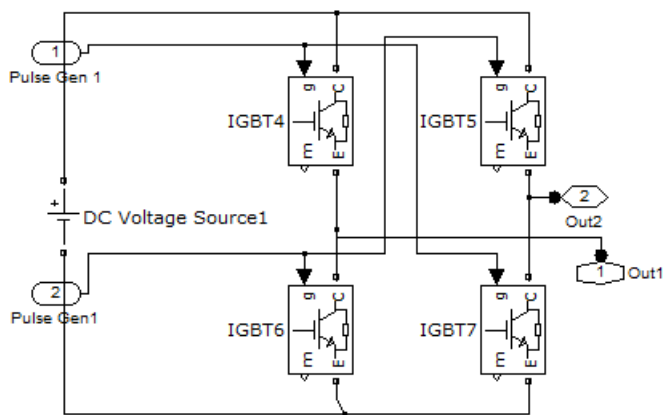 1
Pulse Gen 1
g
C
IGBT4
m
E
g
C
IGBT5
m
E
+
DC Voltage Source1
2
Out2
2
Pulse Gen1
1
Out1
g
C
IGBT6
m
E
g
C
IGBT7
m
E